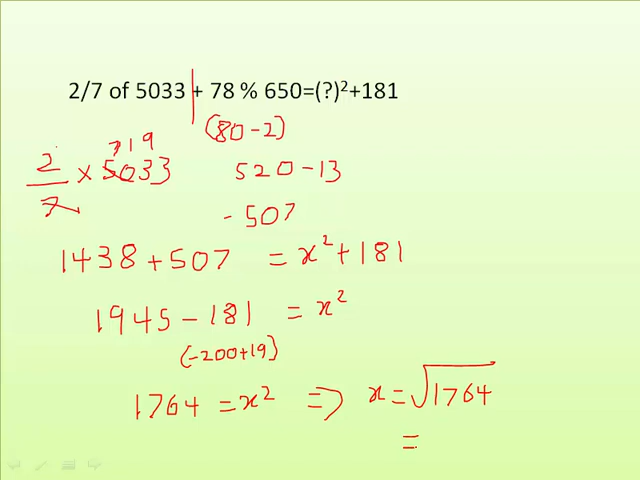 2/7 of 5033 + 78 % 650=(?)²+181
(80-2)
719
2/7 × 5033 520-13
-507
1438+507 = x²+181
1945-181 = x²
(-200+19)
1764 = x² ⇒ x=√1764
=